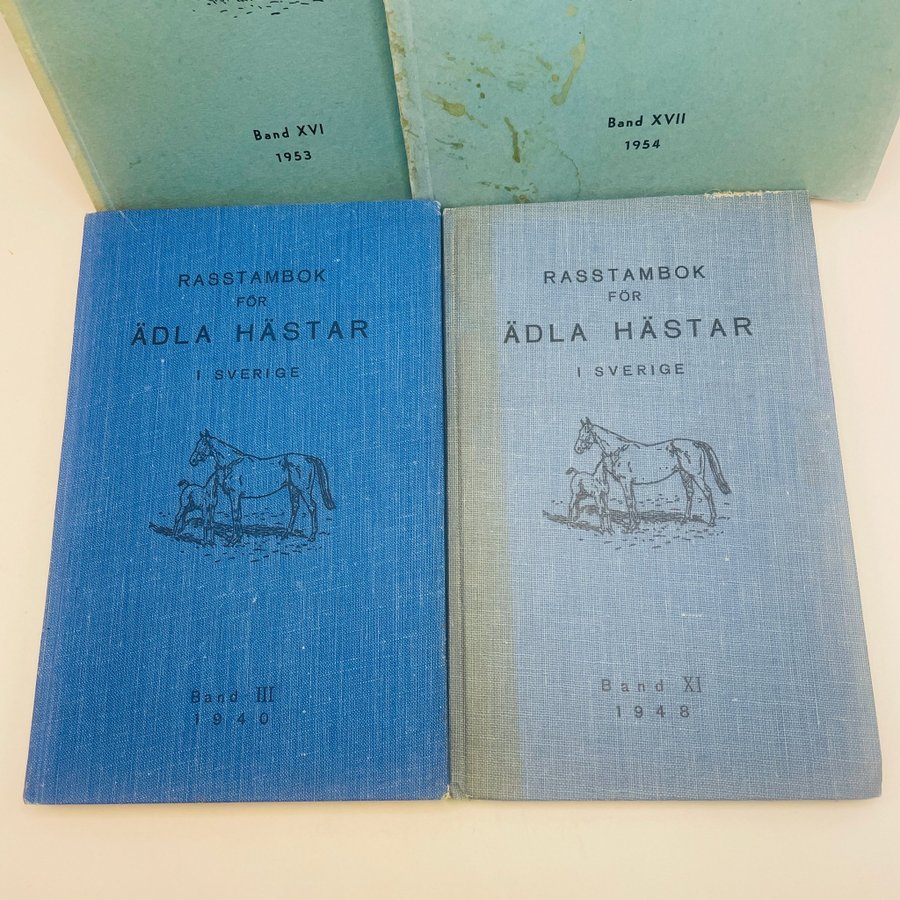 Band XVI
1953
Band XVII
1954
RASSTAMBOK
FÖR
ÄDLA HÄSTAR
I SVERIGE
Band III
1940
RASSTAMBOK
FÖR
ÄDLA HÄSTAR
I SVERIGE
Band XI
1948